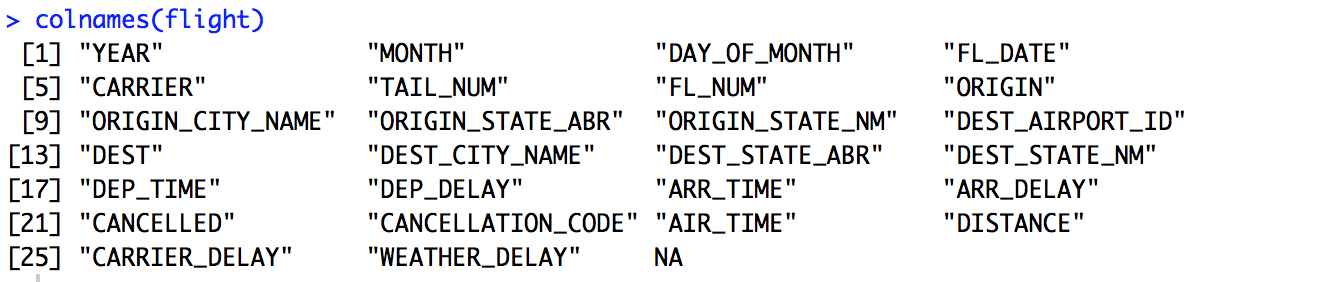 > colnames(flight)
[1] "YEAR" "MONTH" "DAY_OF_MONTH" "FL_DATE"
[5] "CARRIER" "TAIL_NUM" "FL_NUM" "ORIGIN"
[9] "ORIGIN_CITY_NAME" "ORIGIN_STATE_ABR" "ORIGIN_STATE_NM" "DEST_AIRPORT_ID"
[13] "DEST" "DEST_CITY_NAME" "DEST_STATE_ABR" "DEST_STATE_NM"
[17] "DEP_TIME" "DEP_DELAY" "ARR_TIME" "ARR_DELAY"
[21] "CANCELLED" "CANCELLATION_CODE" "AIR_TIME" "DISTANCE"
[25] "CARRIER_DELAY" "WEATHER_DELAY" NA